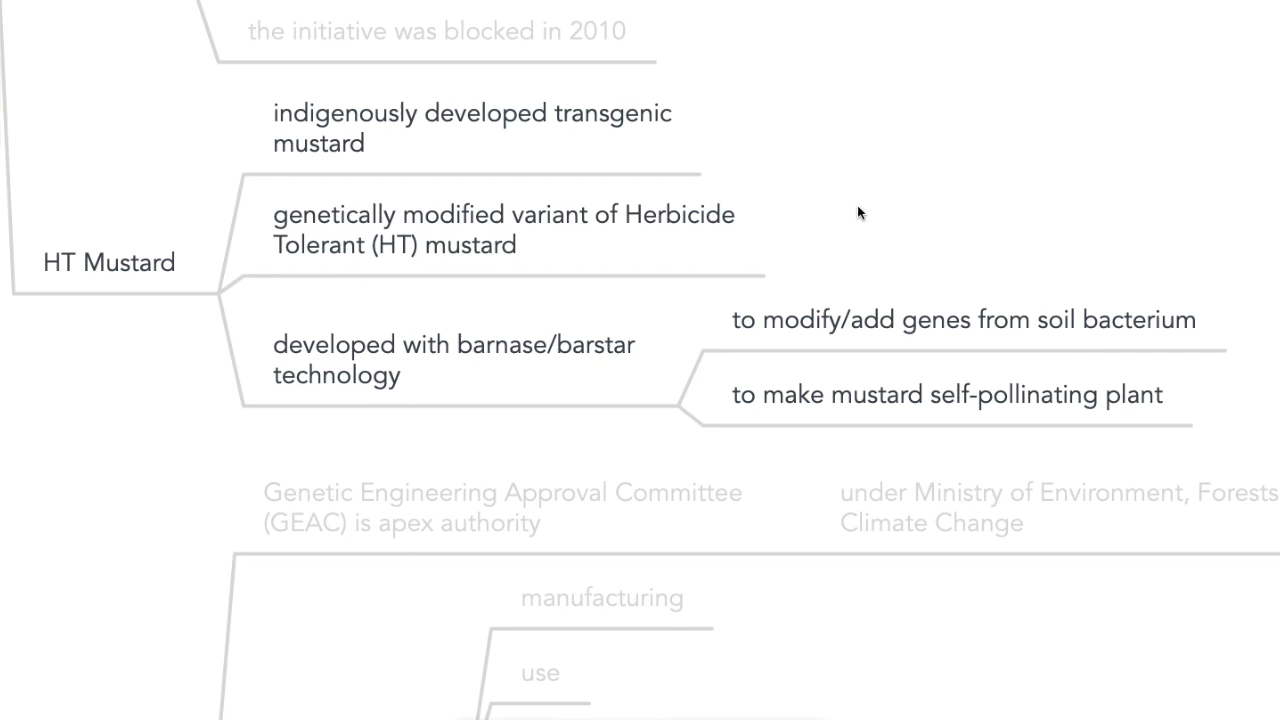 the initiative was blocked in 2010
indigenously developed transgenic
mustard
genetically modified variant of Herbicide
Tolerant (HT) mustard
HT Mustard
developed with barnase/barstar
technology
to modify/add genes from soil bacterium
to make mustard self-pollinating plant
Genetic Engineering Approval Committee
(GEAC) is apex authority
under Ministry of Environment, Forests
Climate Change
manufacturing
use